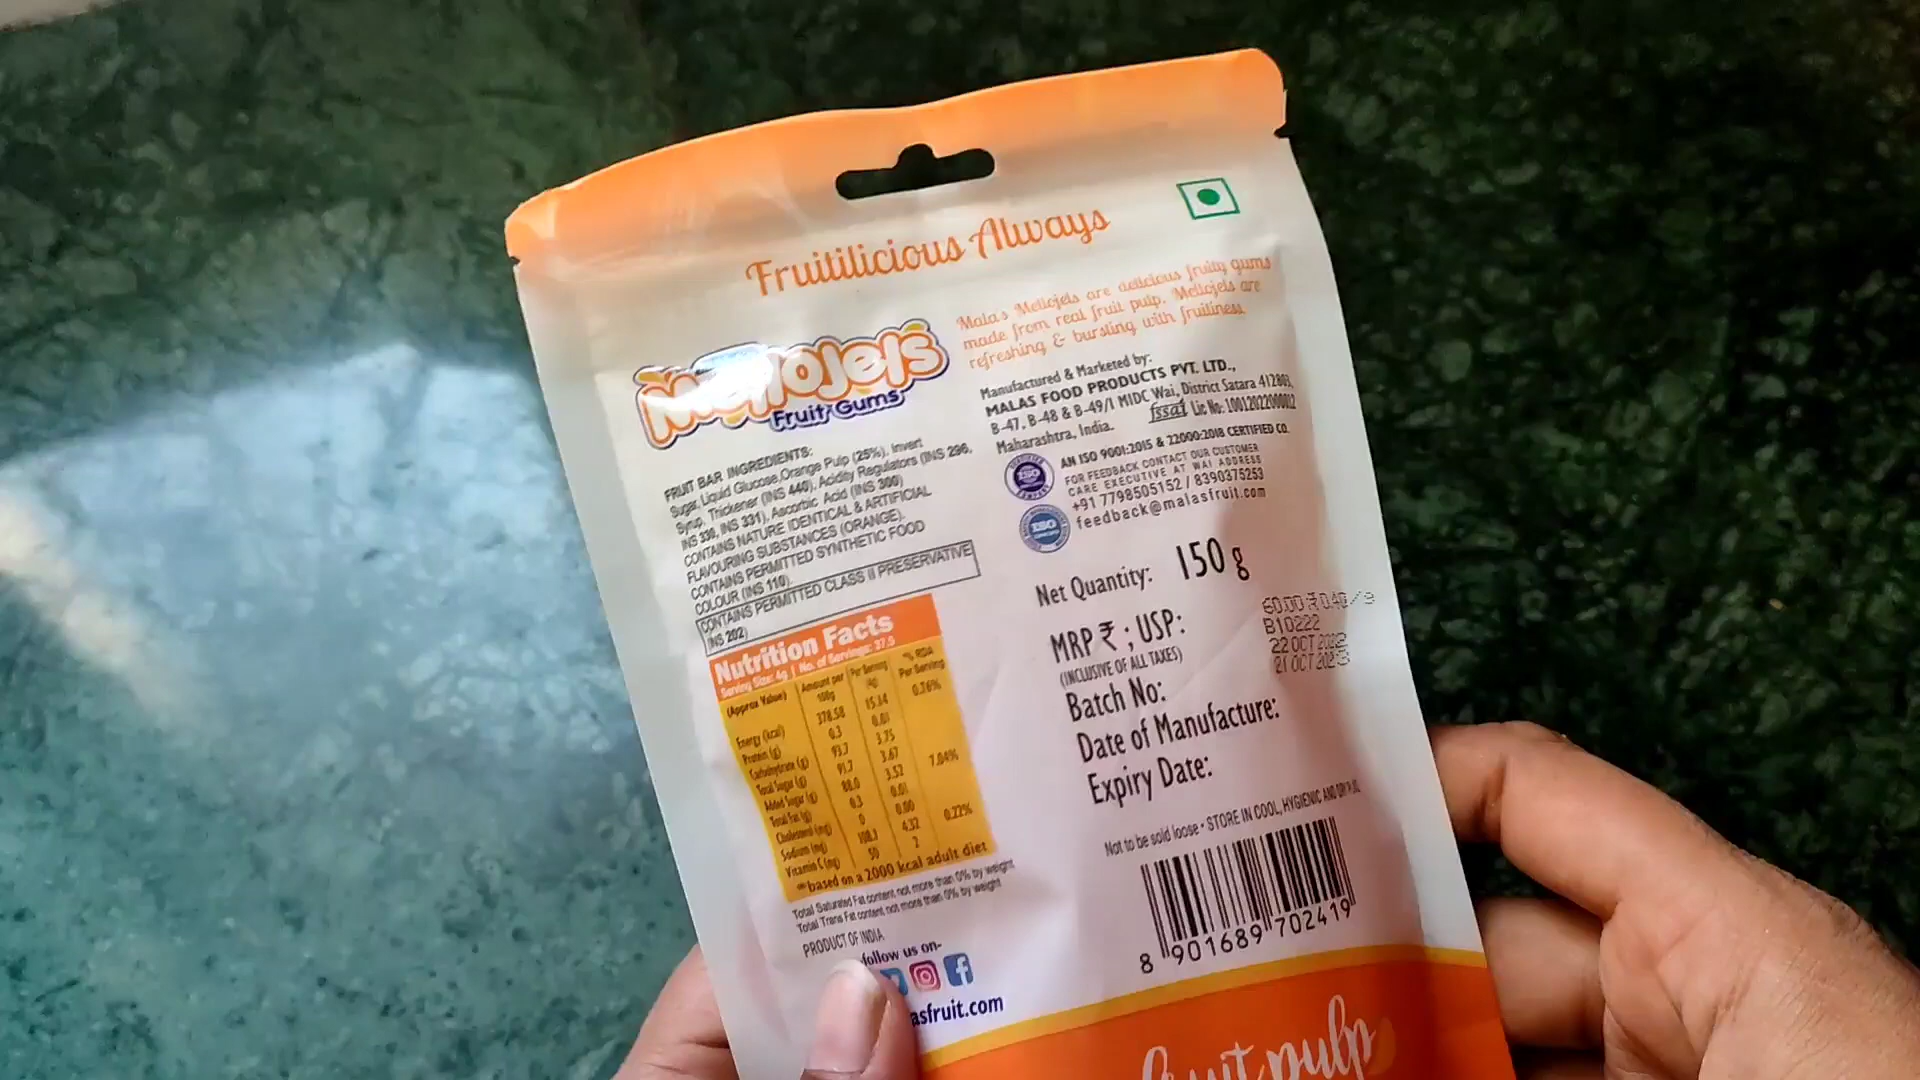 Fruitilicious Always
Mellojels
Fruit Gums
Mala's Mellojels are delicious fruity gums
made from real fruit pulp. Mellojels are
refreshing & bursting with fruitiness
Manufactured & Marketed by:
MALAS FOOD PRODUCTS PVT. LTD.,
B-47, B-48 & B-49/1 MIDC Wai, District Satara 412803,
Maharashtra, India.
fssai Lic No: 10012022000012
AN ISO 9001:2015 & 22000:2018 CERTIFIED CO.
FOR FEEDBACK CONTACT OUR CUSTOMER
CARE EXECUTIVE AT WAI ADDRESS
+91 7798505152 / 8390375253
feedback@malasfruit.com
ISO
ISO
FRUIT BAR INGREDIENTS:
Sugar, Liquid Glucose, Orange Pulp (25%), Invert
Syrup, Thickener (INS 440), Acidity Regulators (INS 296,
INS 330, INS 331), Ascorbic Acid (INS 300)
CONTAINS NATURE IDENTICAL & ARTIFICIAL
FLAVOURING SUBSTANCES (ORANGE).
CONTAINS PERMITTED SYNTHETIC FOOD
COLOUR (INS 110)
CONTAINS PERMITTED CLASS II PRESERVATIVE
(INS 202)
Nutrition Facts
Serving Size: 4g | No. of Servings: 37.5
(Approx Value) Amount per 100g Per Serving (4g) % RDA Per Serving
Energy (kcal) 378.58 15.14 0.76%
Protein (g) 0.3 0.01
Carbohydrate (g) 93.7 3.75
Total Sugar (g) 91.7 3.67
Added Sugar (g) 88.0 3.52 7.04%
Total Fat (g) 0.3 0.01
Cholesterol (mg) 0 0.00
Sodium (mg) 108.1 4.32 0.22%
Vitamin C (mg) 50 2
based on a 2000 kcal adult diet
Total Saturated Fat content not more than 0% by weight
Total Trans Fat content not more than 0% by weight
PRODUCT OF INDIA
follow us on-
asfruit.com
Net Quantity: 150 g
MRP ₹ ; USP: 60.00 ₹ 0.40/g
(INCLUSIVE OF ALL TAXES)
Batch No: B10222
Date of Manufacture: 22 OCT 2022
Expiry Date: 21 OCT 2023
Not to be sold loose • STORE IN COOL, HYGIENIC AND DRY
8 901689 702419
fruit pulp